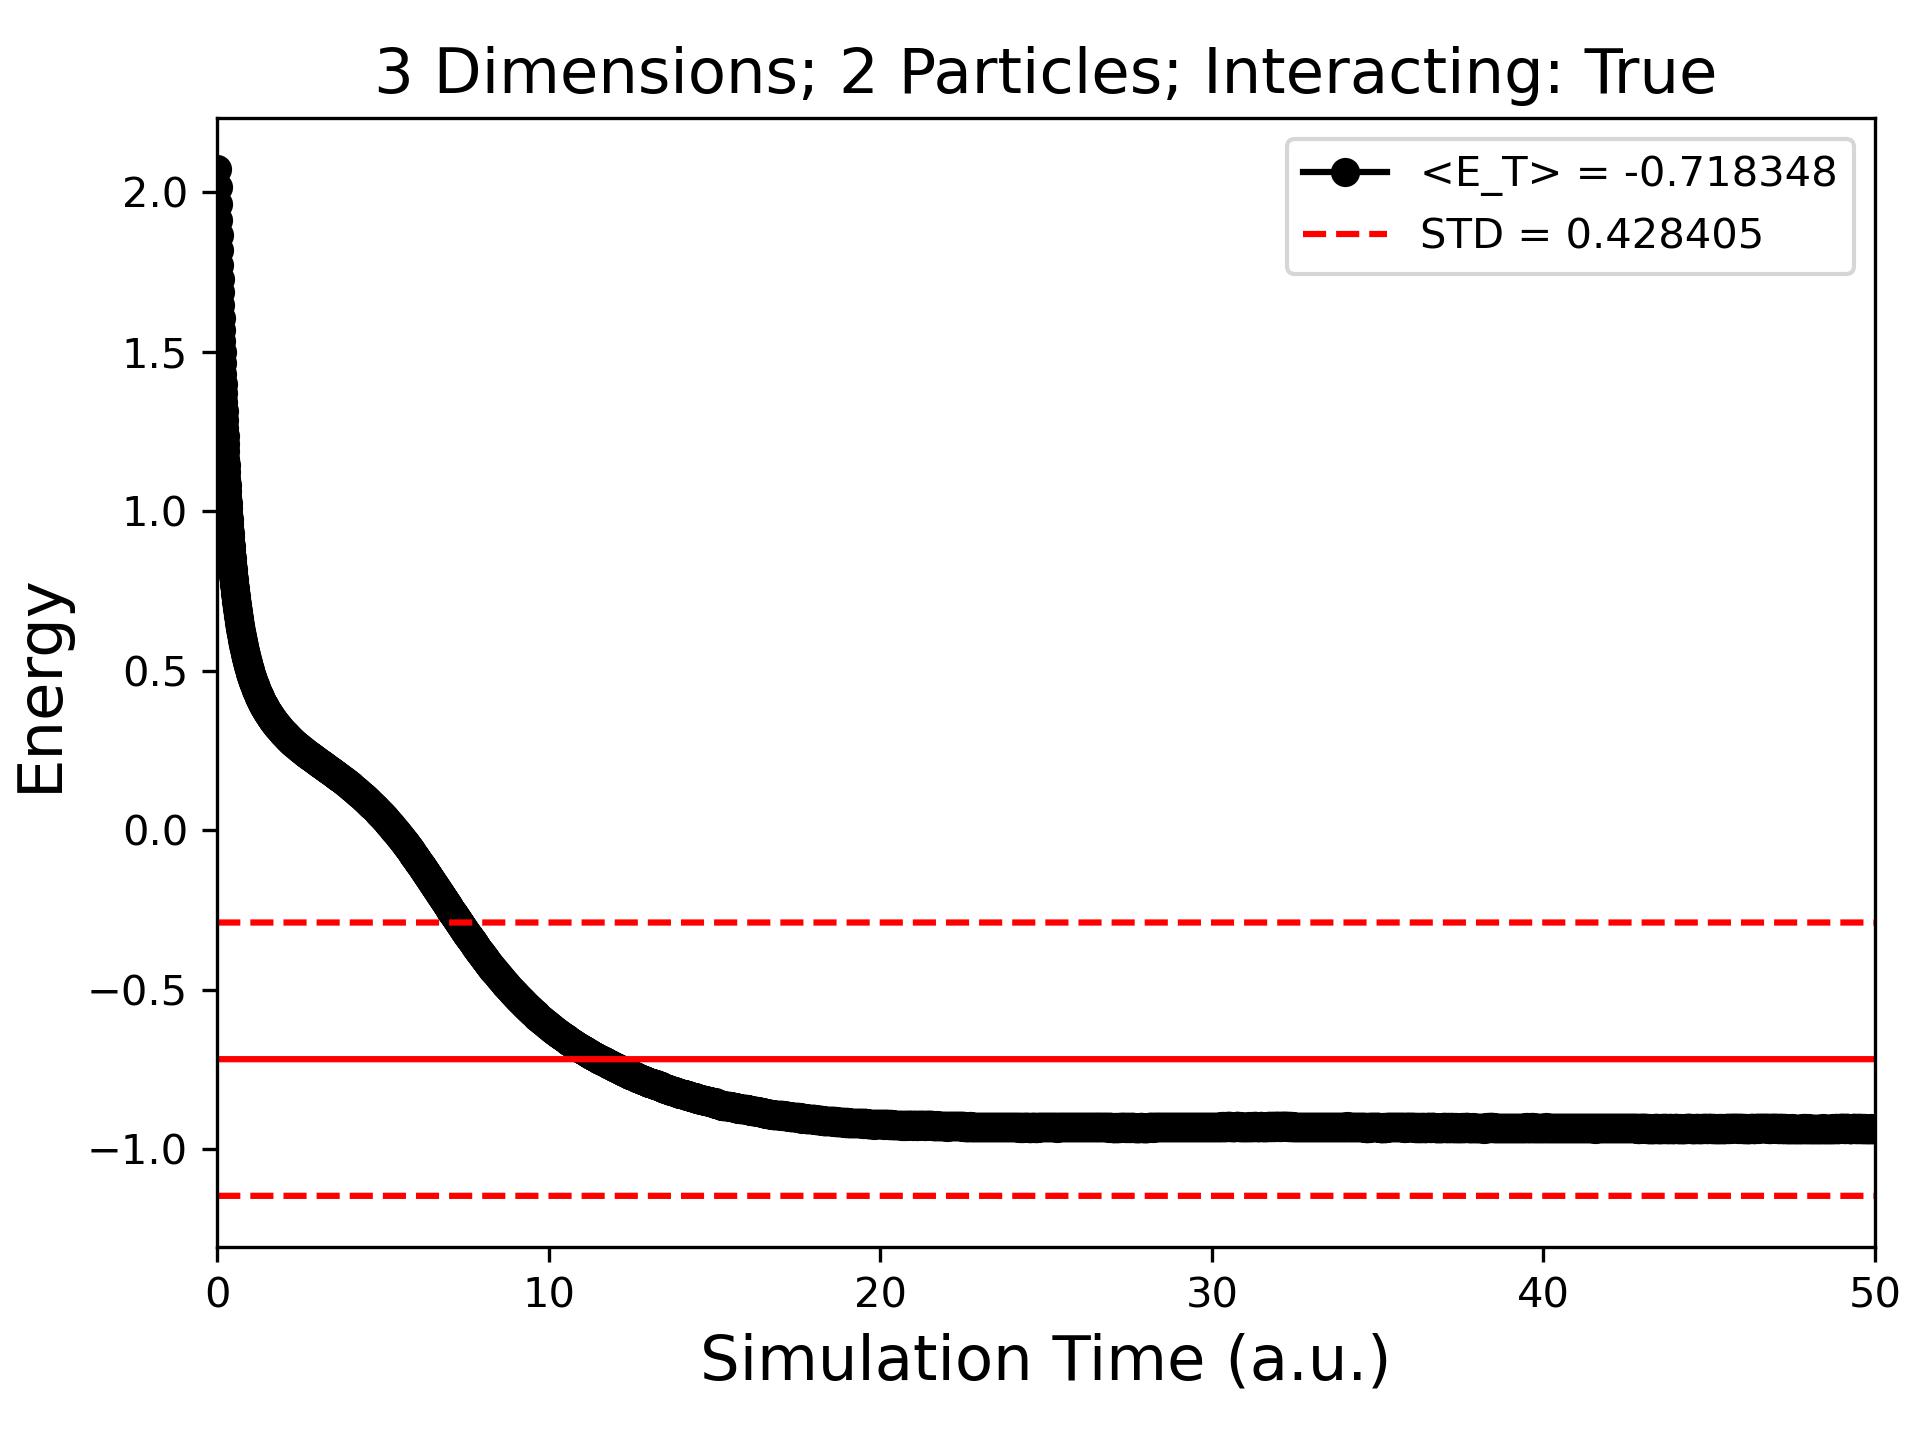 3 Dimensions; 2 Particles; Interacting: True
<E_T> = -0.718348
STD = 0.428405
Energy
2.0
1.5
1.0
0.5
0.0
−0.5
−1.0
0 10 20 30 40 50
Simulation Time (a.u.)